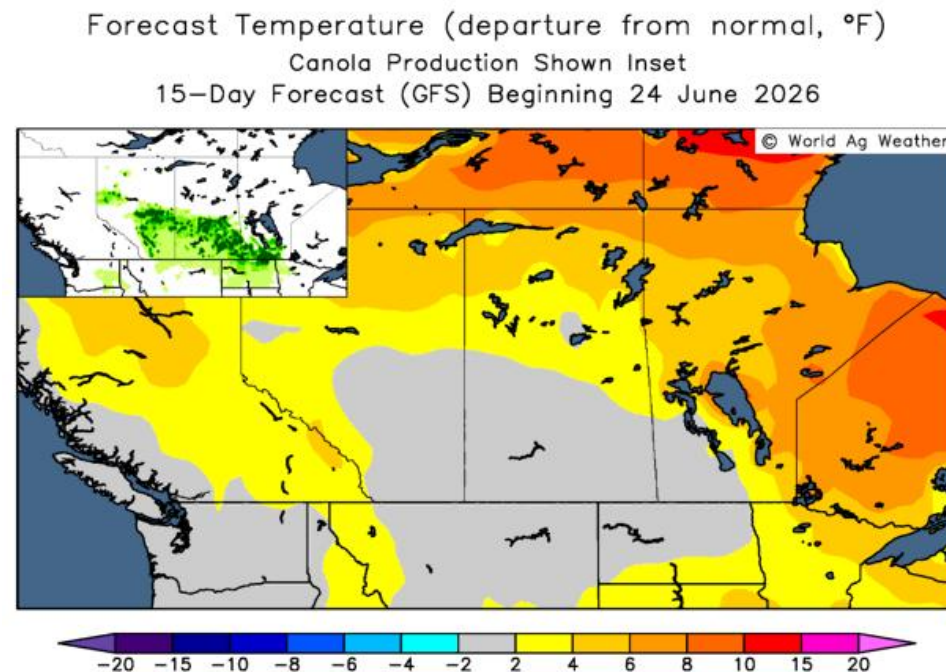 Forecast Temperature (departure from normal, °F)
Canola Production Shown Inset
15-Day Forecast (GFS) Beginning 24 June 2026
© World Ag Weather
-20 -15 -10 -8 -6 -4 -2 2 4 6 8 10 15 20